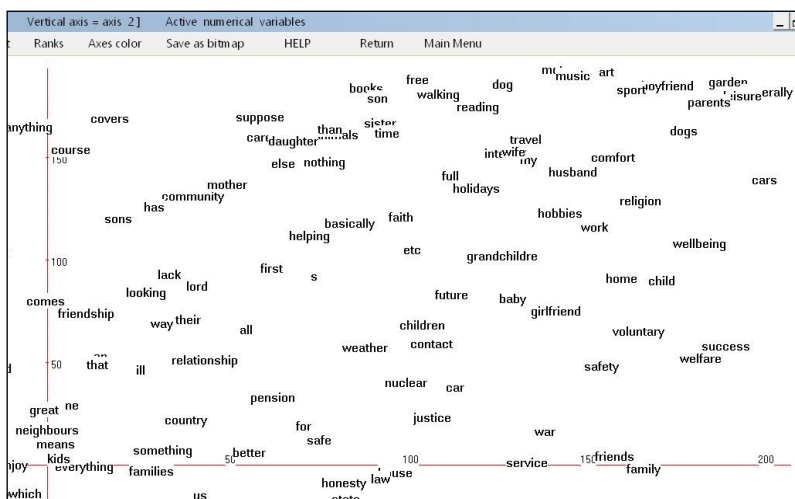 Vertical axis = axis 2 ] Active numerical variables
Ranks Axes color Save as bitmap HELP Return Main Menu
free dog music art
books walking sport garden
son reading parents
covers suppose sister dogs
anything than time
daughter travel
course wife
150 else nothing comfort
full husband cars
mother holidays
community religion
has hobbies
sons basically faith work
helping wellbeing
etc grandchildre
100
first s home child
lack
looking lord future baby
comes girlfriend
friendship
way their children voluntary
all
weather contact success
that relationship welfare
50 ill safety
nuclear car
pension
great ne
country justice
neighbours for war
means safe
kids something better 100 150 friends 200
everything families service family
honesty law
which us